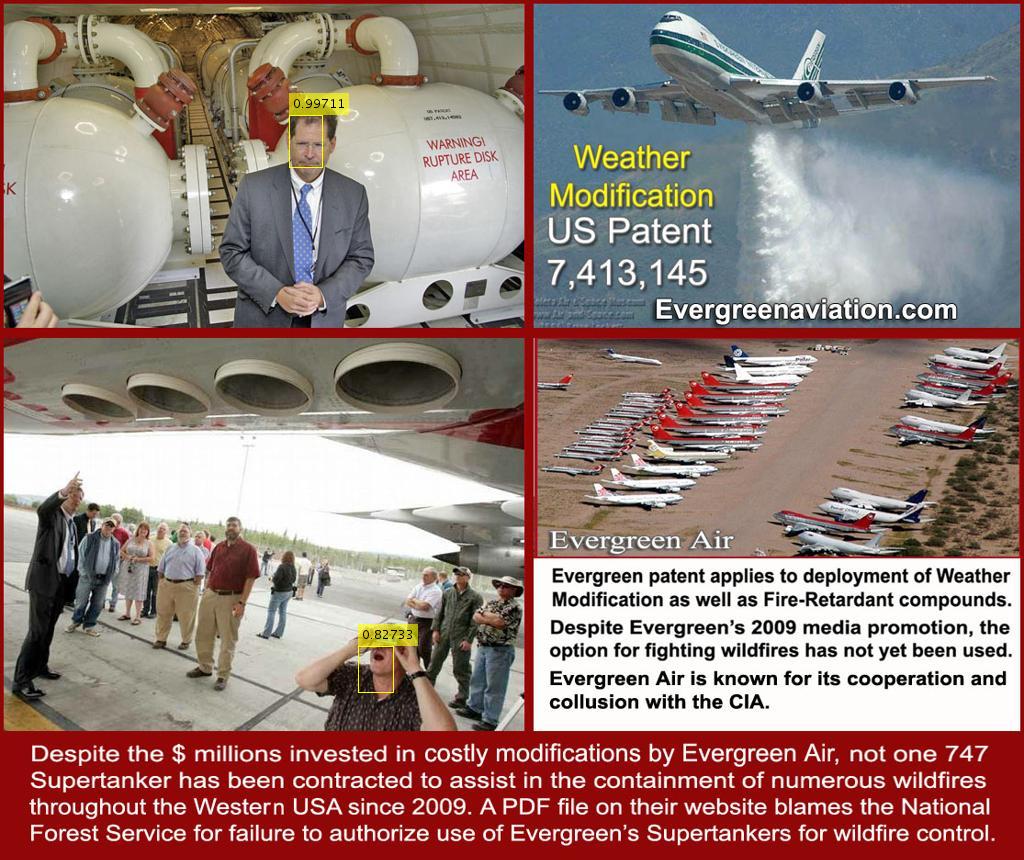 0.99711
WARNING!
RUPTURE DISK
AREA
SK
Weather
Modification
US Patent
7,413,145
Evergreenaviation.com
0.82733
Evergreen Air
Evergreen patent applies to deployment of Weather
Modification as well as Fire-Retardant compounds.
Despite Evergreen's 2009 media promotion, the
option for fighting wildfires has not yet been used.
Evergreen Air is known for its cooperation and
collusion with the CIA.
Despite the $ millions invested in costly modifications by Evergreen Air, not one 747
Supertanker has been contracted to assist in the containment of numerous wildfires
throughout the Western USA since 2009. A PDF file on their website blames the National
Forest Service for failure to authorize use of Evergreen's Supertankers for wildfire control.